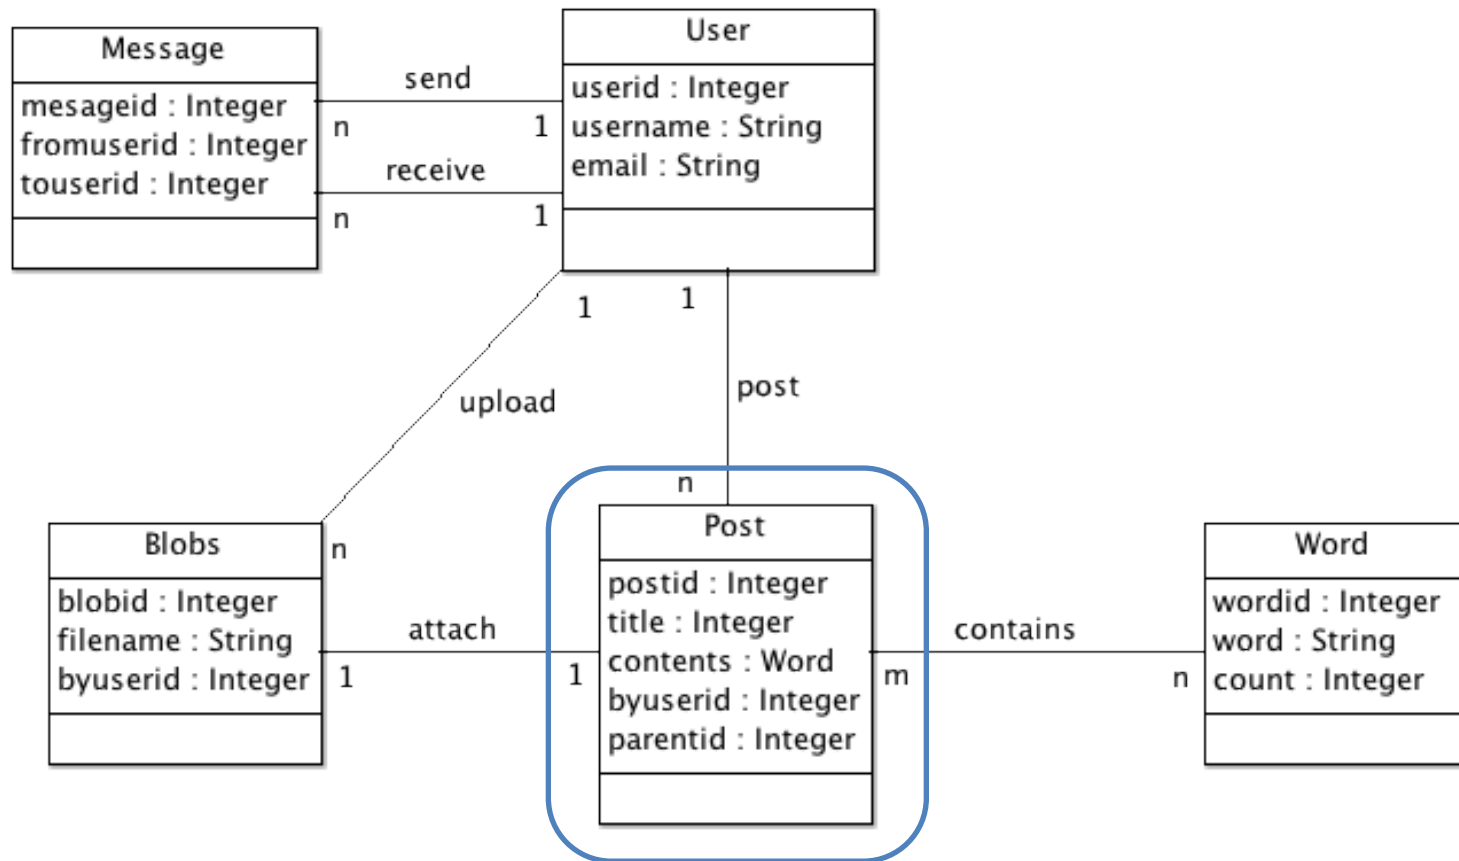 Message
mesageid : Integer
fromuserid : Integer
touserid : Integer
send
n
1
receive
n
1
User
userid : Integer
username : String
email : String
1
1
upload
post
n
n
Blobs
blobid : Integer
filename : String
byuserid : Integer
attach
1
1
Post
postid : Integer
title : Integer
contents : Word
byuserid : Integer
parentid : Integer
contains
m
n
Word
wordid : Integer
word : String
count : Integer